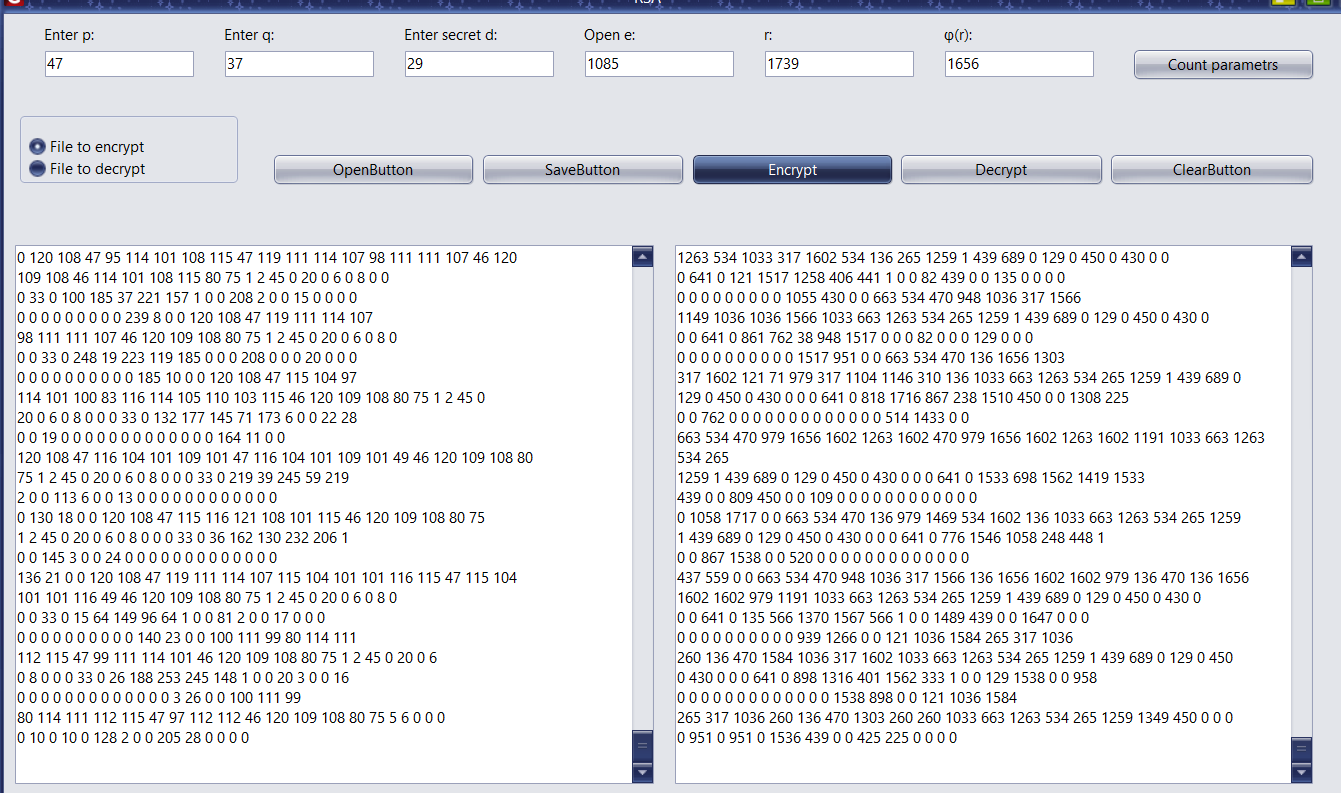 RSA
Enter p:
Enter q:
Enter secret d:
Open e:
r:
φ(r):
47
37
29
1085
1739
1656
Count parametrs
File to encrypt
File to decrypt
OpenButton
SaveButton
Encrypt
Decrypt
ClearButton
0 120 108 47 95 114 101 108 115 47 119 111 114 107 98 111 111 107 46 120
109 108 46 114 101 108 115 80 75 1 2 45 0 20 0 6 0 8 0 0
0 33 0 100 185 37 221 157 1 0 0 208 2 0 0 15 0 0 0 0
0 0 0 0 0 0 0 0 0 239 8 0 0 120 108 47 119 111 114 107
98 111 111 107 46 120 109 108 80 75 1 2 45 0 20 0 6 0 8 0
0 0 33 0 248 19 223 119 185 0 0 0 208 0 0 0 20 0 0 0
0 0 0 0 0 0 0 0 0 0 185 10 0 0 120 108 47 115 104 97
114 101 100 83 116 114 105 110 103 115 46 120 109 108 80 75 1 2 45 0
20 0 6 0 8 0 0 0 33 0 132 177 145 71 173 6 0 0 22 28
0 0 19 0 0 0 0 0 0 0 0 0 0 0 0 0 164 11 0 0
120 108 47 116 104 101 109 101 47 116 104 101 109 101 49 46 120 109 108 80
75 1 2 45 0 20 0 6 0 8 0 0 0 33 0 219 39 245 59 219
2 0 0 113 6 0 0 13 0 0 0 0 0 0 0 0 0 0 0 0
0 130 18 0 0 120 108 47 115 116 121 108 101 115 46 120 109 108 80 75
1 2 45 0 20 0 6 0 8 0 0 0 33 0 36 162 130 232 206 1
0 0 145 3 0 0 24 0 0 0 0 0 0 0 0 0 0 0 0 0
136 21 0 0 120 108 47 119 111 114 107 115 104 101 101 116 115 47 115 104
101 101 116 49 46 120 109 108 80 75 1 2 45 0 20 0 6 0 8 0
0 0 33 0 15 64 149 96 64 1 0 0 81 2 0 0 17 0 0 0
0 0 0 0 0 0 0 0 0 0 140 23 0 0 100 111 99 80 114 111
112 115 47 99 111 114 101 46 120 109 108 80 75 1 2 45 0 20 0 6
0 8 0 0 0 33 0 26 188 253 245 148 1 0 0 20 3 0 0 16
0 0 0 0 0 0 0 0 0 0 0 0 0 3 26 0 0 100 111 99
80 114 111 112 115 47 97 112 112 46 120 109 108 80 75 5 6 0 0 0
0 10 0 10 0 128 2 0 0 205 28 0 0 0 0
1263 534 1033 317 1602 534 136 265 1259 1 439 689 0 129 0 450 0 430 0 0
0 641 0 121 1517 1258 406 441 1 0 0 82 439 0 0 135 0 0 0 0
0 0 0 0 0 0 0 0 0 1055 430 0 0 663 534 470 948 1036 317 1566
1149 1036 1036 1566 1033 663 1263 534 265 1259 1 439 689 0 129 0 450 0 430 0
0 0 641 0 861 762 38 948 1517 0 0 0 82 0 0 0 129 0 0 0
0 0 0 0 0 0 0 0 0 0 1517 951 0 0 663 534 470 136 1656 1303
317 1602 121 71 979 317 1104 1146 310 136 1033 663 1263 534 265 1259 1 439 689 0
129 0 450 0 430 0 0 0 641 0 818 1716 867 238 1510 450 0 0 1308 225
0 0 762 0 0 0 0 0 0 0 0 0 0 0 0 0 514 1433 0 0
663 534 470 979 1656 1602 1263 1602 470 979 1656 1602 1263 1602 1191 1033 663 1263
534 265
1259 1 439 689 0 129 0 450 0 430 0 0 0 641 0 1533 698 1562 1419 1533
439 0 0 809 450 0 0 109 0 0 0 0 0 0 0 0 0 0 0 0
0 1058 1717 0 0 663 534 470 136 979 1469 534 1602 136 1033 663 1263 534 265 1259
1 439 689 0 129 0 450 0 430 0 0 0 641 0 776 1546 1058 248 448 1
0 0 867 1538 0 0 520 0 0 0 0 0 0 0 0 0 0 0 0 0
437 559 0 0 663 534 470 948 1036 317 1566 136 1656 1602 1602 979 136 470 136 1656
1602 1602 979 1191 1033 663 1263 534 265 1259 1 439 689 0 129 0 450 0 430 0
0 0 641 0 135 566 1370 1567 566 1 0 0 1489 439 0 0 1647 0 0 0
0 0 0 0 0 0 0 0 0 0 939 1266 0 0 121 1036 1584 265 317 1036
260 136 470 1584 1036 317 1602 1033 663 1263 534 265 1259 1 439 689 0 129 0 450
0 430 0 0 0 641 0 898 1316 401 1562 333 1 0 0 129 1538 0 0 958
0 0 0 0 0 0 0 0 0 0 0 0 0 1538 898 0 0 121 1036 1584
265 317 1036 260 136 470 1303 260 260 1033 663 1263 534 265 1259 1349 450 0 0 0
0 951 0 951 0 1536 439 0 0 425 225 0 0 0 0